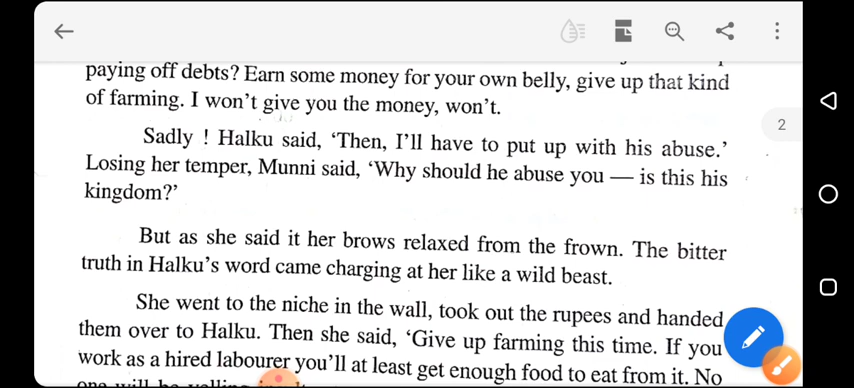 paying off debts? Earn some money for your own belly, give up that kind
of farming. I won't give you the money, won't.
2
Sadly ! Halku said, 'Then, I'll have to put up with his abuse.'
Losing her temper, Munni said, 'Why should he abuse you — is this his
kingdom?'
But as she said it her brows relaxed from the frown. The bitter
truth in Halku's word came charging at her like a wild beast.
She went to the niche in the wall, took out the rupees and handed
them over to Halku. Then she said, 'Give up farming this time. If you
work as a hired labourer you'll at least get enough food to eat from it. No
one will be yelling